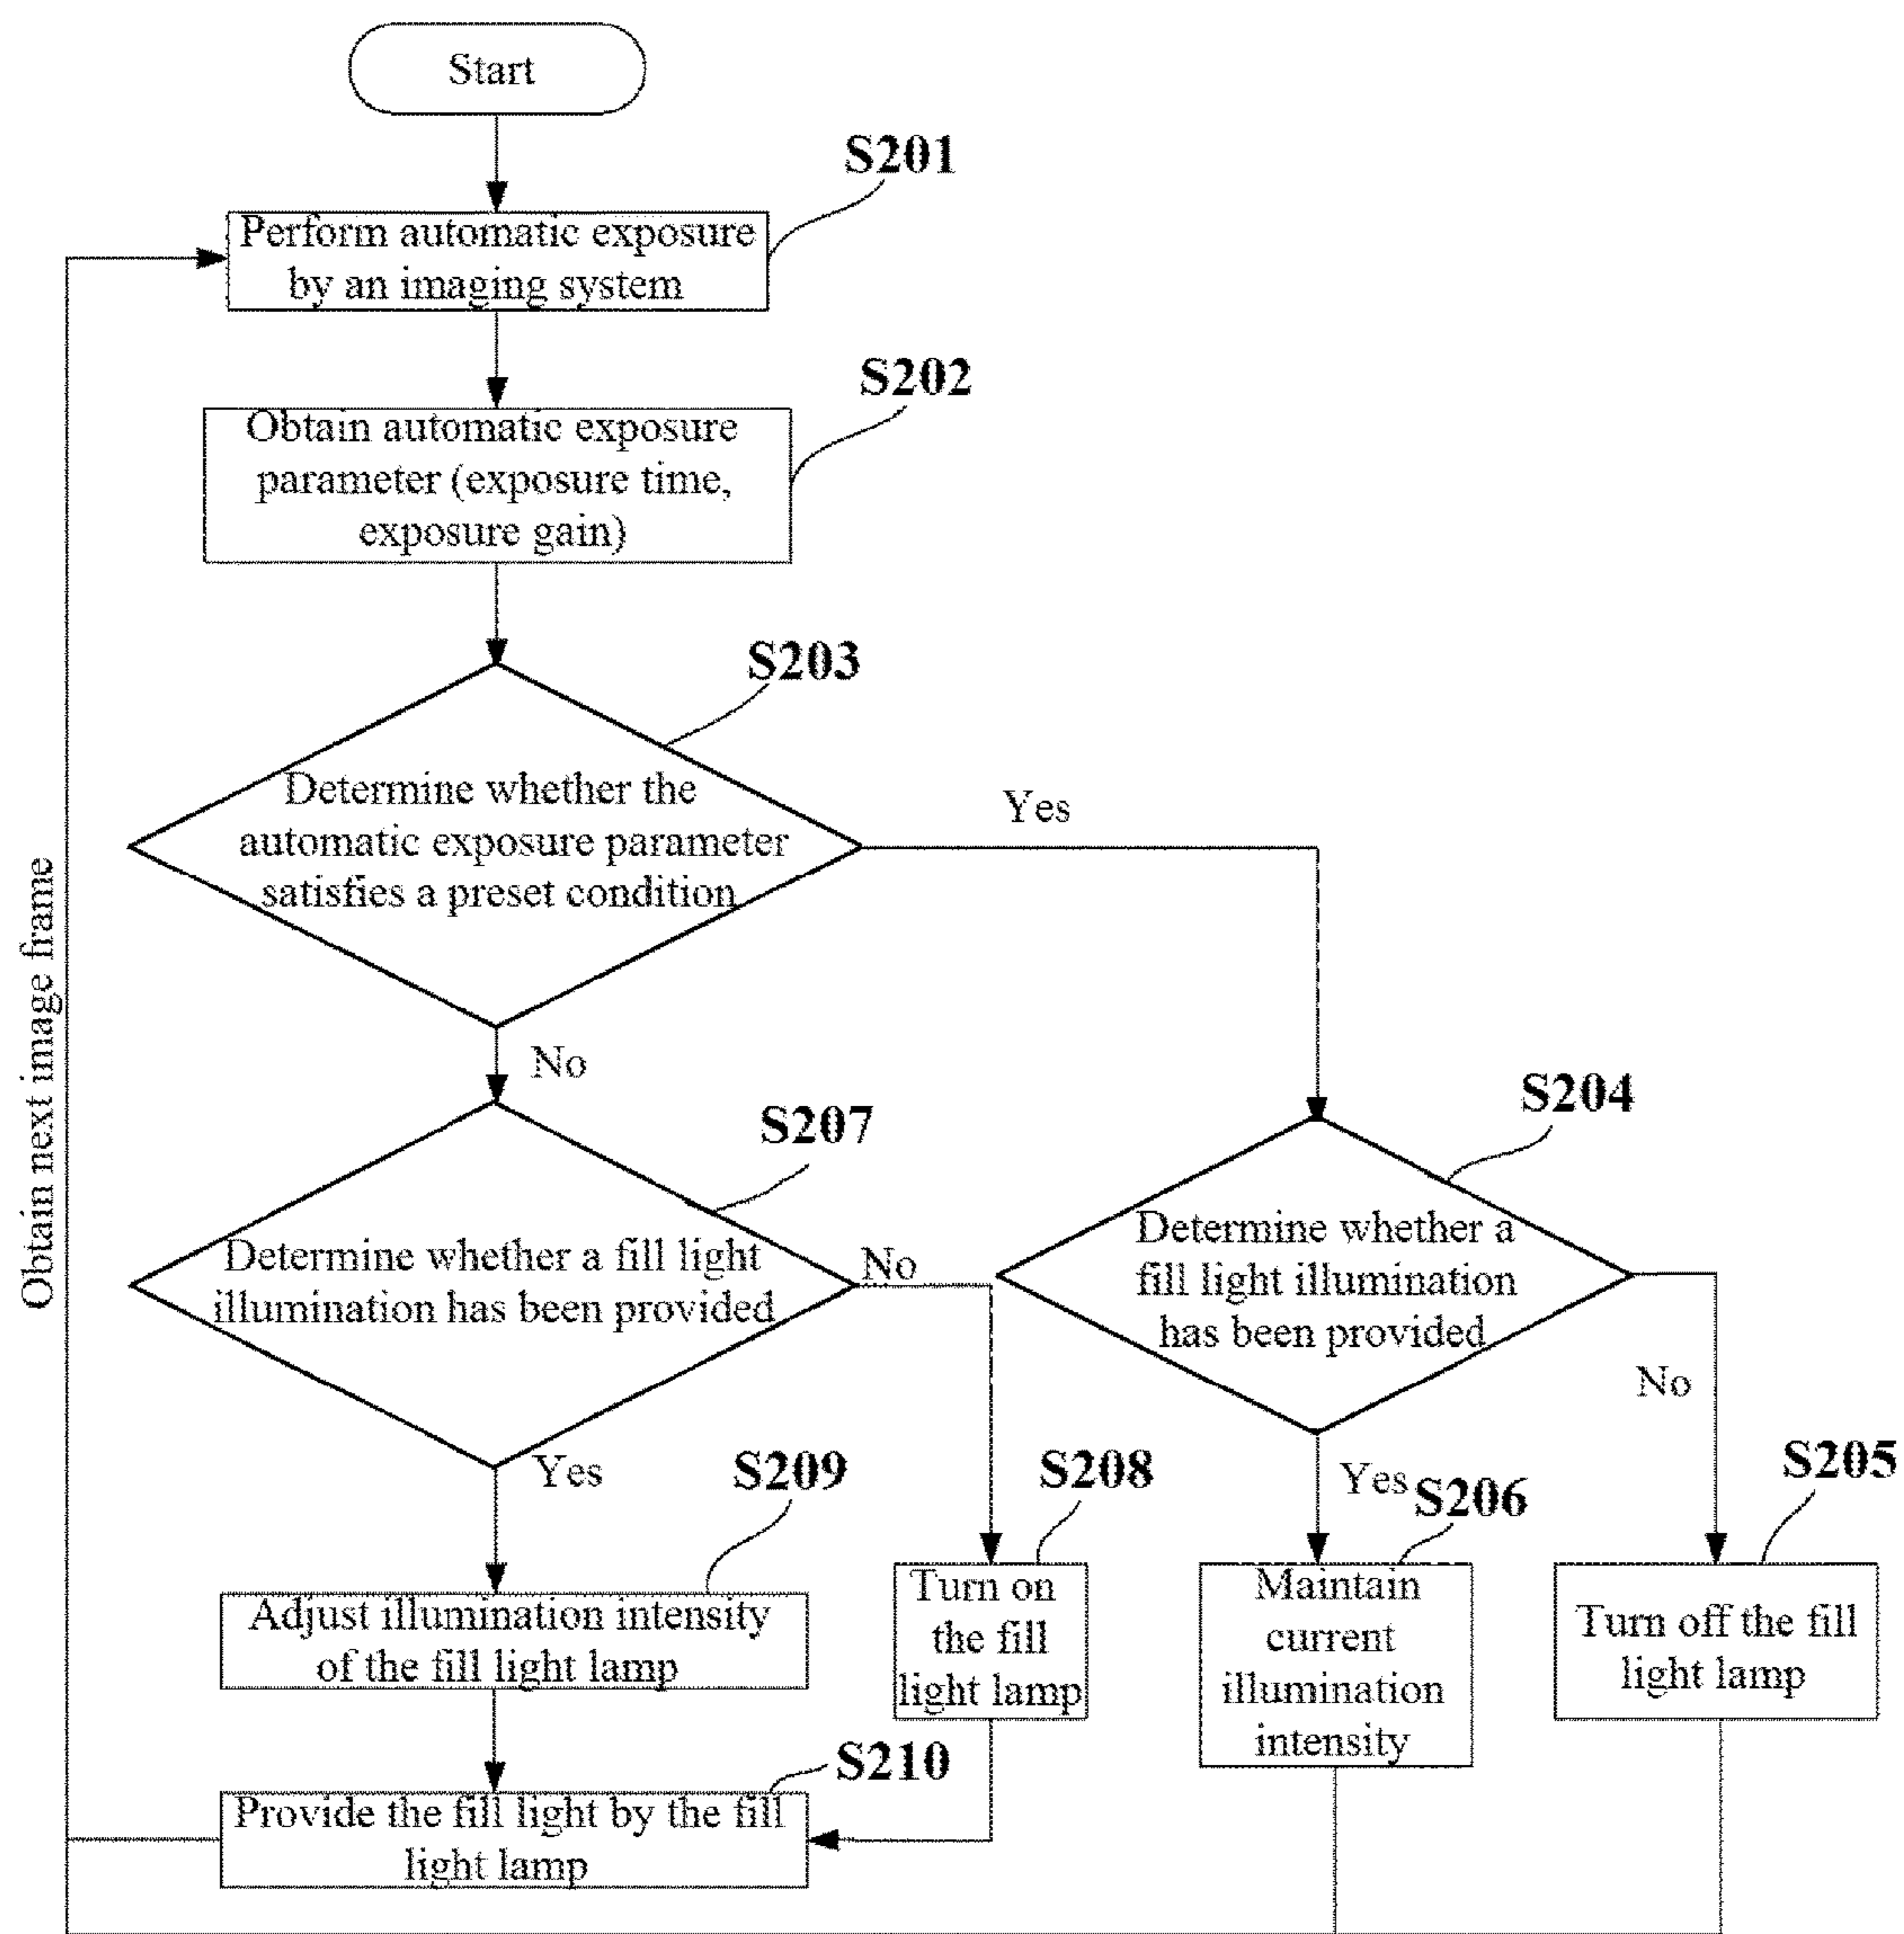 Start
S201
Perform automatic exposure
by an imaging system
S202
Obtain automatic exposure
parameter (exposure time,
exposure gain)
S203
Determine whether the
automatic exposure parameter
satisfies a preset condition
Yes
No
Obtain next image frame
S207
Determine whether a fill light
illumination has been provided
No
Yes
S204
Determine whether a
fill light illumination
has been provided
No
Yes
S209
Adjust illumination intensity
of the fill light lamp
S208
Turn on
the fill
light lamp
S206
Maintain
current
illumination
intensity
S205
Turn off the fill
light lamp
S210
Provide the fill light by the fill
light lamp